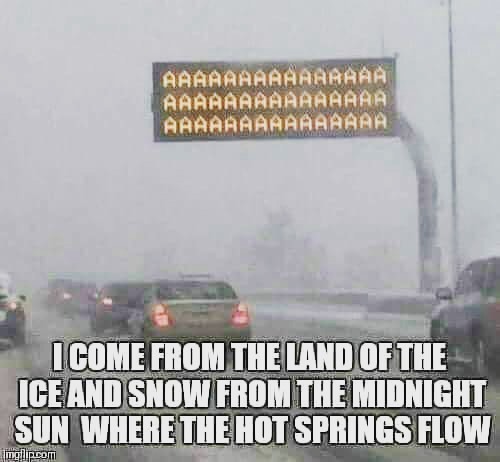 AAAAAAAAAAAAAAA
AAAAAAAAAAAAAAA
AAAAAAAAAAAAAAA
I COME FROM THE LAND OF THE
ICE AND SNOW FROM THE MIDNIGHT
SUN WHERE THE HOT SPRINGS FLOW
imgflip.com